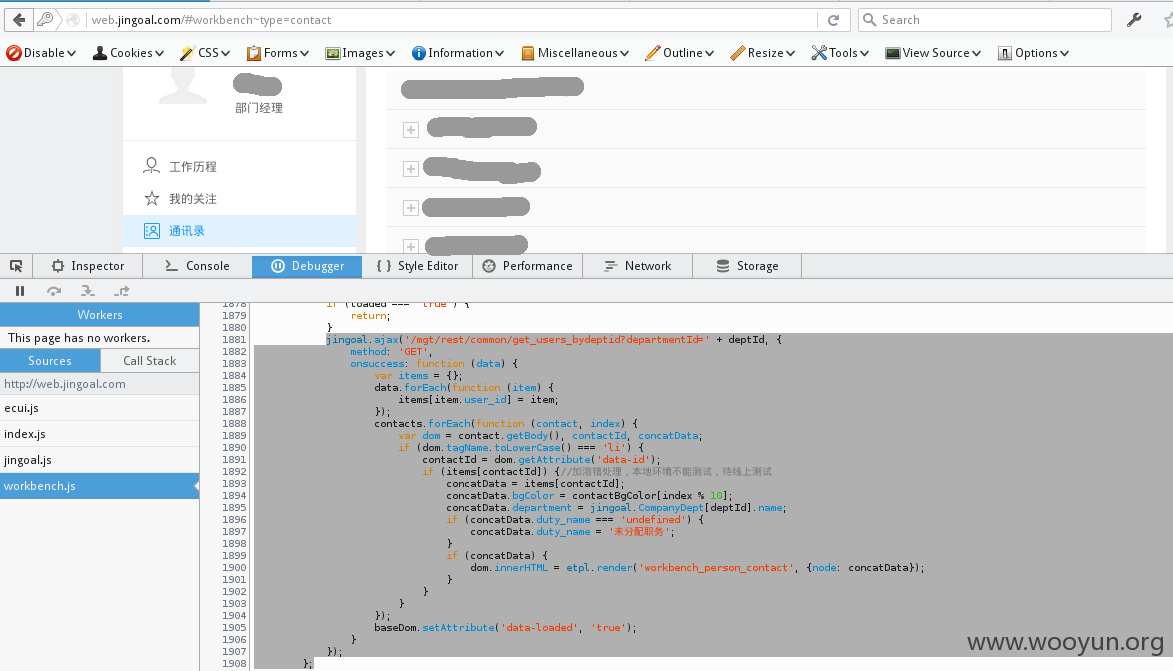 web.jingoal.com/#workbench~type=contact
Search
Disable Cookies CSS Forms Images Information Miscellaneous Outline Resize Tools View Source Options
部门经理
工作历程
我的关注
通讯录
Inspector Console Debugger { } Style Editor Performance Network Storage
Workers
This page has no workers.
Sources Call Stack
http://web.jingoal.com
ecui.js
index.js
jingoal.js
workbench.js
1878 if (loaded === 'true') {
1879 return;
1880 }
1881 jingoal.ajax('/mgt/rest/common/get_users_bydeptid?departmentId=' + deptId, {
1882 method: 'GET',
1883 onsuccess: function (data) {
1884 var items = {};
1885 data.forEach(function (item) {
1886 items[item.user_id] = item;
1887 });
1888 contacts.forEach(function (contact, index) {
1889 var dom = contact.getBody(), contactId, concatData;
1890 if (dom.tagName.toLowerCase() === 'li') {
1891 contactId = dom.getAttribute('data-id');
1892 if (items[contactId]) {//加溶错处理，本地环境不能测试，待线上测试
1893 concatData = items[contactId];
1894 concatData.bgColor = contactBgColor[index % 10];
1895 concatData.department = jingoal.CompanyDept[deptId].name;
1896 if (concatData.duty_name === 'undefined') {
1897 concatData.duty_name = '未分配职务';
1898 }
1899 if (concatData) {
1900 dom.innerHTML = etpl.render('workbench_person_contact', {node: concatData});
1901 }
1902 }
1903 }
1904 });
1905 baseDom.setAttribute('data-loaded', 'true');
1906 }
1907 });
1908 };
www.wooyun.org